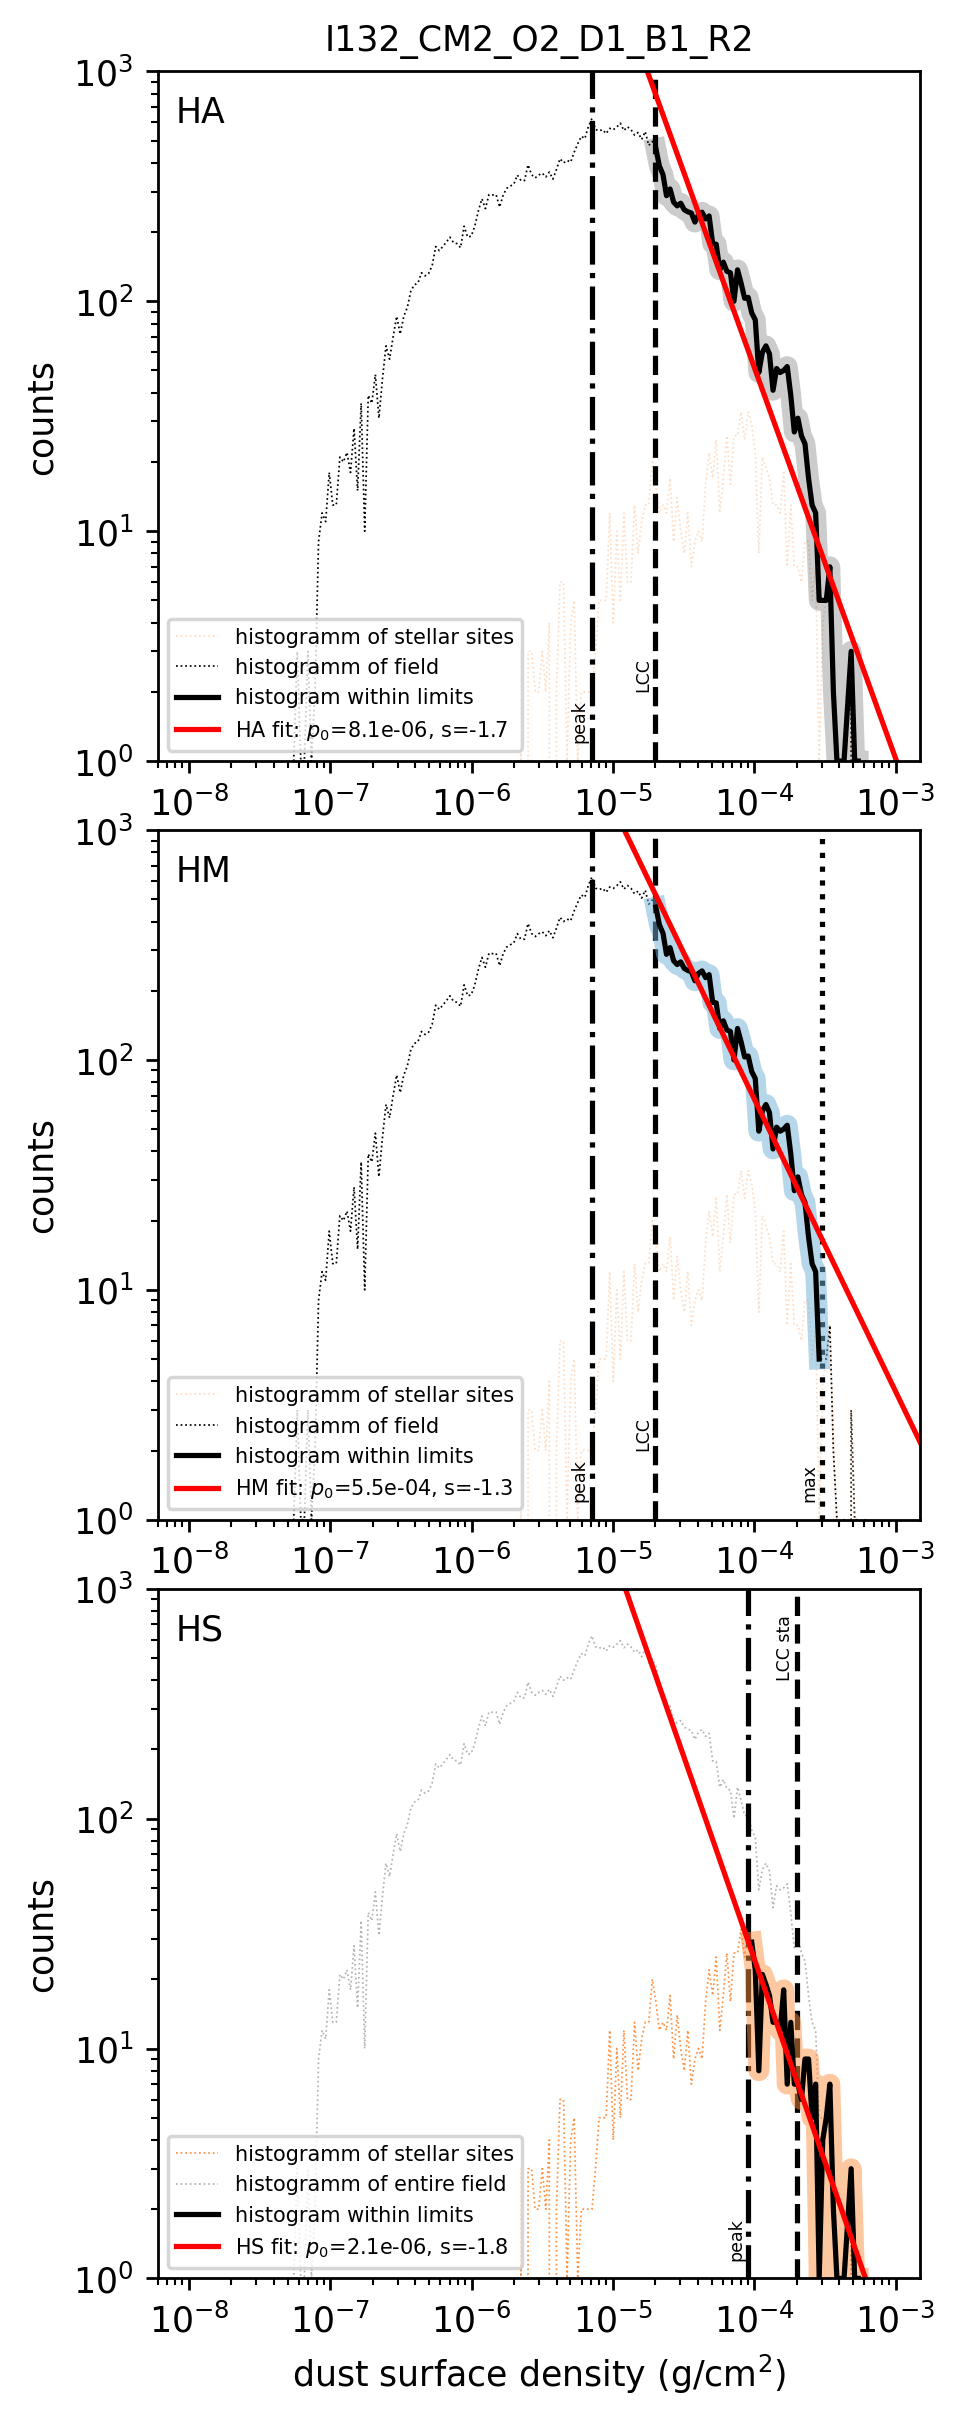 I132_CM2_O2_D1_B1_R2
HA
10³
10²
10¹
10⁰
counts
LCC
peak
histogramm of stellar sites
histogramm of field
histogram within limits
HA fit: p₀=8.1e-06, s=-1.7
10⁻⁸ 10⁻⁷ 10⁻⁶ 10⁻⁵ 10⁻⁴ 10⁻³
HM
10³
10²
10¹
10⁰
counts
LCC
peak
max
histogramm of stellar sites
histogramm of field
histogram within limits
HM fit: p₀=5.5e-04, s=-1.3
10⁻⁸ 10⁻⁷ 10⁻⁶ 10⁻⁵ 10⁻⁴ 10⁻³
HS
10³
10²
10¹
10⁰
counts
LCC sta
peak
histogramm of stellar sites
histogramm of entire field
histogram within limits
HS fit: p₀=2.1e-06, s=-1.8
10⁻⁸ 10⁻⁷ 10⁻⁶ 10⁻⁵ 10⁻⁴ 10⁻³
dust surface density (g/cm²)